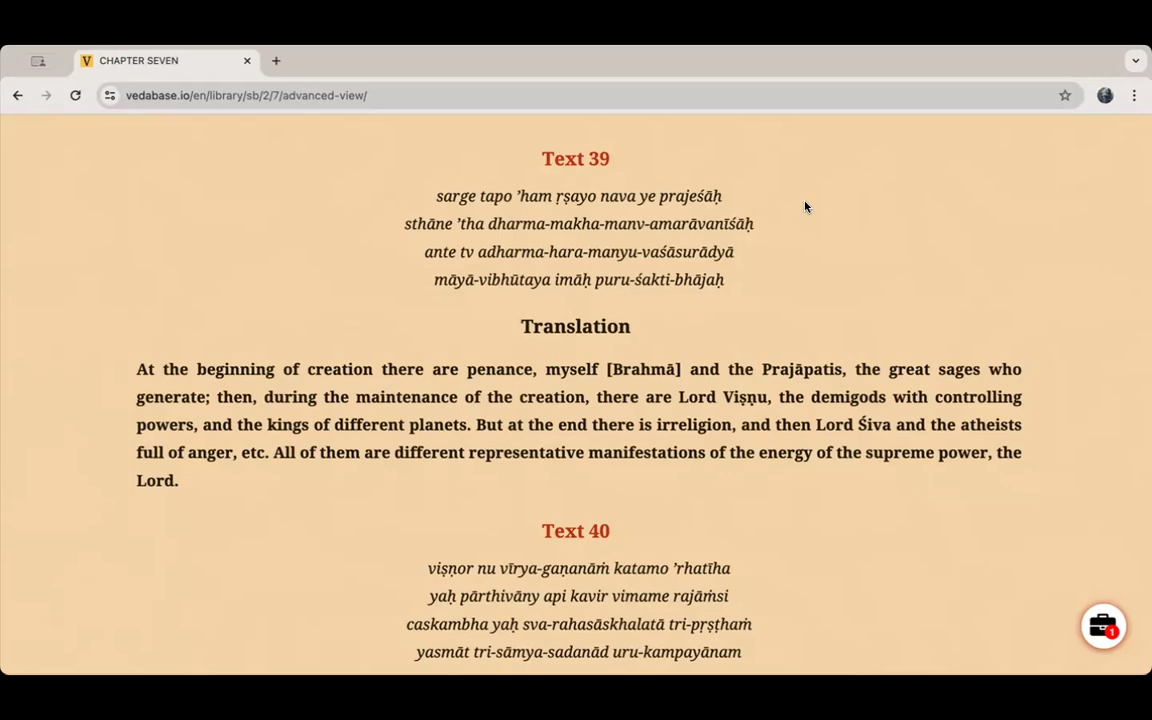 CHAPTER SEVEN
vedabase.io/en/library/sb/2/7/advanced-view/
Text 39
sarge tapo ’ham ṛṣayo nava ye prajeśāḥ
sthāne ’tha dharma-makha-manv-amarāvanīśāḥ
ante tv adharma-hara-manyu-vaśāsurādyā
māyā-vibhūtaya imāḥ puru-śakti-bhājaḥ
Translation
At the beginning of creation there are penance, myself [Brahmā] and the Prajāpatis, the great sages who
generate; then, during the maintenance of the creation, there are Lord Viṣṇu, the demigods with controlling
powers, and the kings of different planets. But at the end there is irreligion, and then Lord Śiva and the atheists
full of anger, etc. All of them are different representative manifestations of the energy of the supreme power, the
Lord.
Text 40
viṣṇor nu vīrya-gaṇanāṁ katamo ’rhatīha
yaḥ pārthivāny api kavir vimame rajāṁsi
caskambha yaḥ sva-rahasāskhalatā tri-pṛṣṭhaṁ
yasmāt tri-sāmya-sadanād uru-kampayānam
1